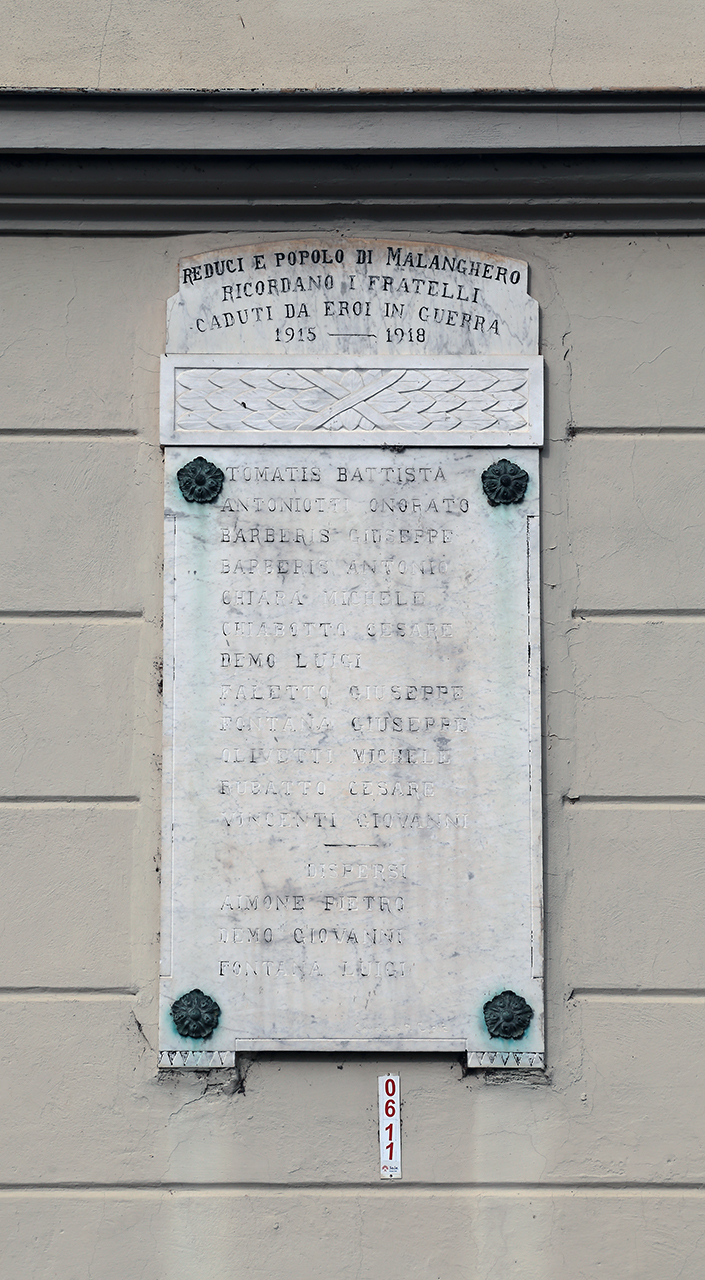 REDUCI E POPOLO DI MALANGHERO
RICORDANO I FRATELLI
CADUTI DA EROI IN GUERRA
1915 — 1918
TOMATIS BATTISTA
ANTONIOTTI ONORATO
BARBERIS GIUSEPPE
BARBERIS ANTONIO
CHIARA MICHELE
CHIABOTTO CESARE
DEMO LUIGI
FALETTO GIUSEPPE
FONTANA GIUSEPPE
OLIVETTI MICHELE
RUBATTO CESARE
VINCENTI GIOVANNI
DISPERSI
AIMONE PIETRO
DEMO GIOVANNI
FONTANA LUIGI
0611